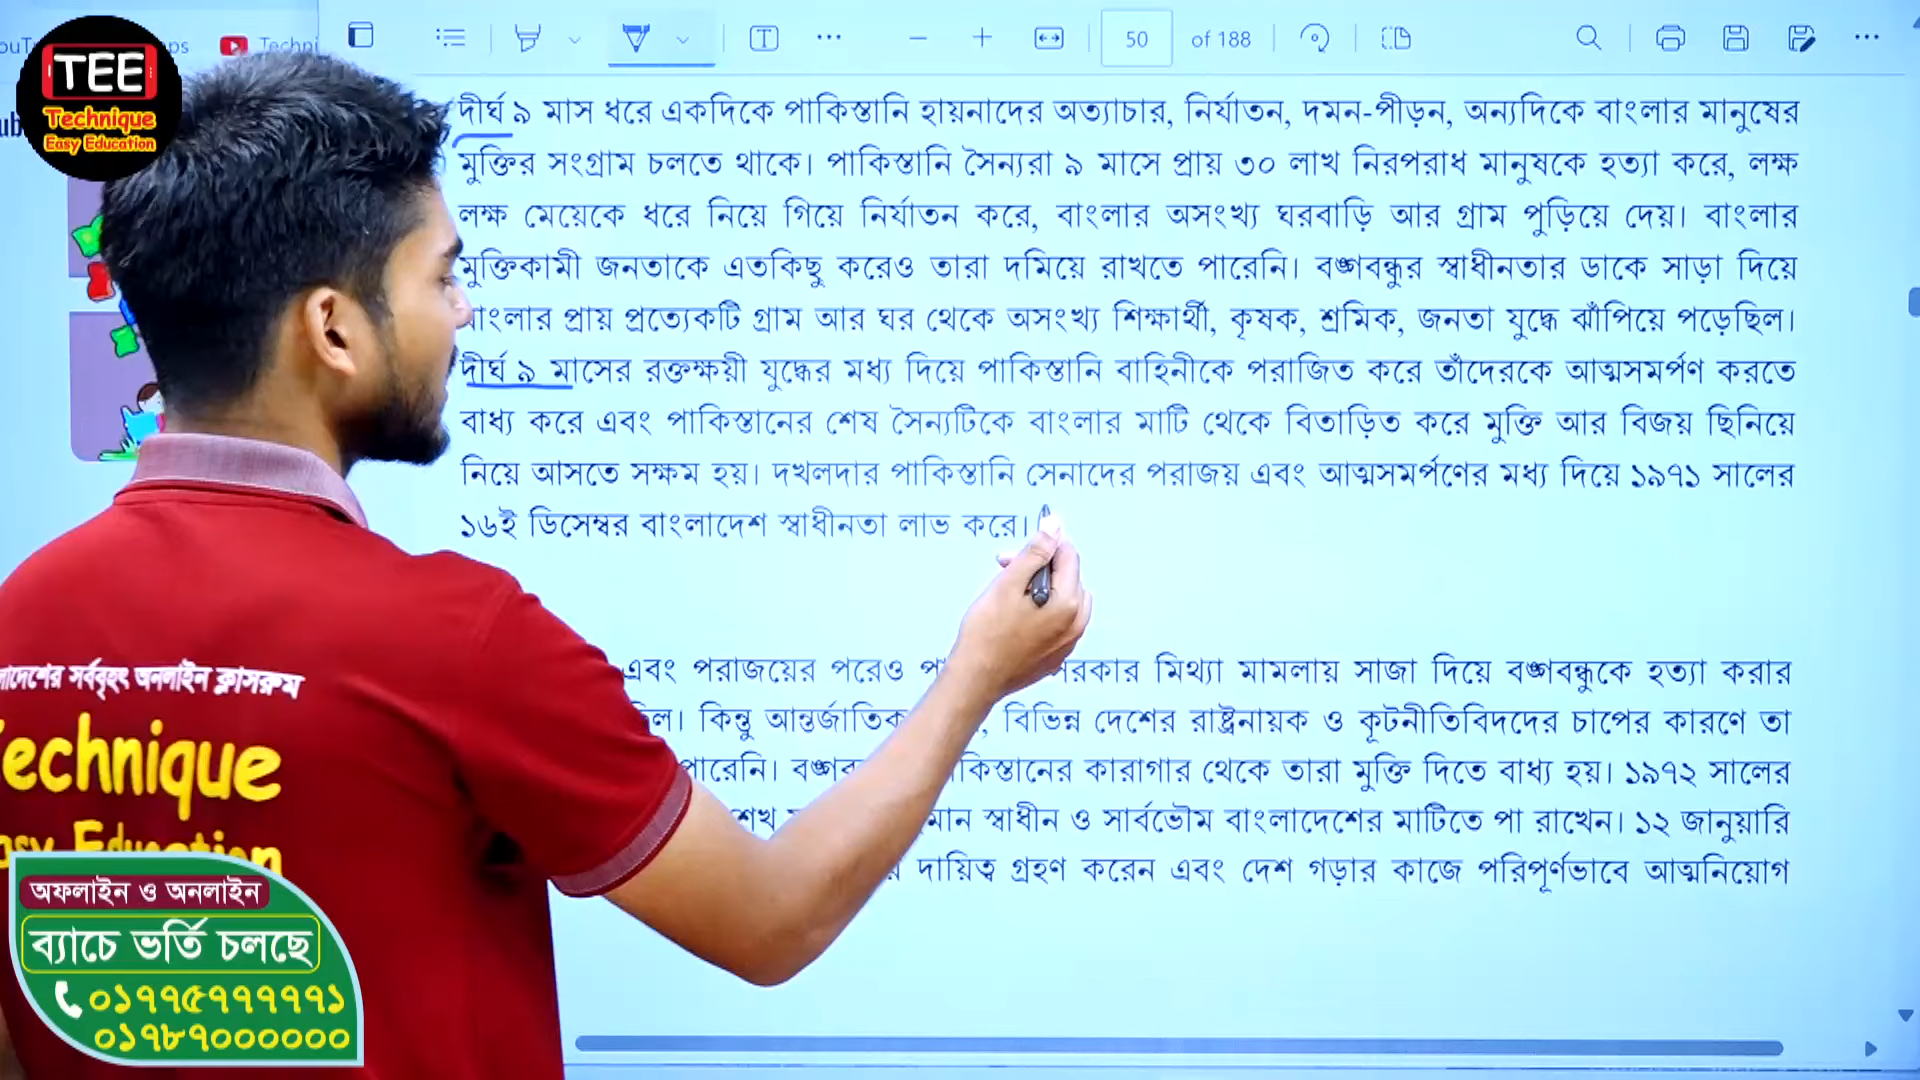 TEE
Technique
Easy Education
Techni
50 of 188
দীর্ঘ ৯ মাস ধরে একদিকে পাকিস্তানি হায়নাদের অত্যাচার, নির্যাতন, দমন-পীড়ন, অন্যদিকে বাংলার মানুষের
মুক্তির সংগ্রাম চলতে থাকে। পাকিস্তানি সৈন্যরা ৯ মাসে প্রায় ৩০ লাখ নিরপরাধ মানুষকে হত্যা করে, লক্ষ
লক্ষ মেয়েকে ধরে নিয়ে গিয়ে নির্যাতন করে, বাংলার অসংখ্য ঘরবাড়ি আর গ্রাম পুড়িয়ে দেয়। বাংলার
মুক্তিকামী জনতাকে এতকিছু করেও তারা দমিয়ে রাখতে পারেনি। বঙ্গবন্ধুর স্বাধীনতার ডাকে সাড়া দিয়ে
বাংলার প্রায় প্রত্যেকটি গ্রাম আর ঘর থেকে অসংখ্য শিক্ষার্থী, কৃষক, শ্রমিক, জনতা যুদ্ধে ঝাঁপিয়ে পড়েছিল।
দীর্ঘ ৯ মাসের রক্তক্ষয়ী যুদ্ধের মধ্য দিয়ে পাকিস্তানি বাহিনীকে পরাজিত করে তাঁদেরকে আত্মসমর্পণ করতে
বাধ্য করে এবং পাকিস্তানের শেষ সৈন্যটিকে বাংলার মাটি থেকে বিতাড়িত করে মুক্তি আর বিজয় ছিনিয়ে
নিয়ে আসতে সক্ষম হয়। দখলদার পাকিস্তানি সেনাদের পরাজয় এবং আত্মসমর্পণের মধ্য দিয়ে ১৯৭১ সালের
১৬ই ডিসেম্বর বাংলাদেশ স্বাধীনতা লাভ করে।
এবং পরাজয়ের পরেও সরকার মিথ্যা মামলায় সাজা দিয়ে বঙ্গবন্ধুকে হত্যা করার
কিন্তু আন্তর্জাতিক বিভিন্ন দেশের রাষ্ট্রনায়ক ও কূটনীতিবিদদের চাপের কারণে তা
পারেনি। পাকিস্তানের কারাগার থেকে তারা মুক্তি দিতে বাধ্য হয়। ১৯৭২ সালের
শেখ স্বাধীন ও সার্বভৌম বাংলাদেশের মাটিতে পা রাখেন। ১২ জানুয়ারি
দায়িত্ব গ্রহণ করেন এবং দেশ গড়ার কাজে পরিপূর্ণভাবে আত্মনিয়োগ
সর্ববৃহৎ অনলাইন ক্লাসরুম
Technique
Easy Education
অফলাইন ও অনলাইন
ব্যাচে ভর্তি চলছে
০১৭৭৫৭৭৭৭৭১
০১৭৮৭০০০০০০